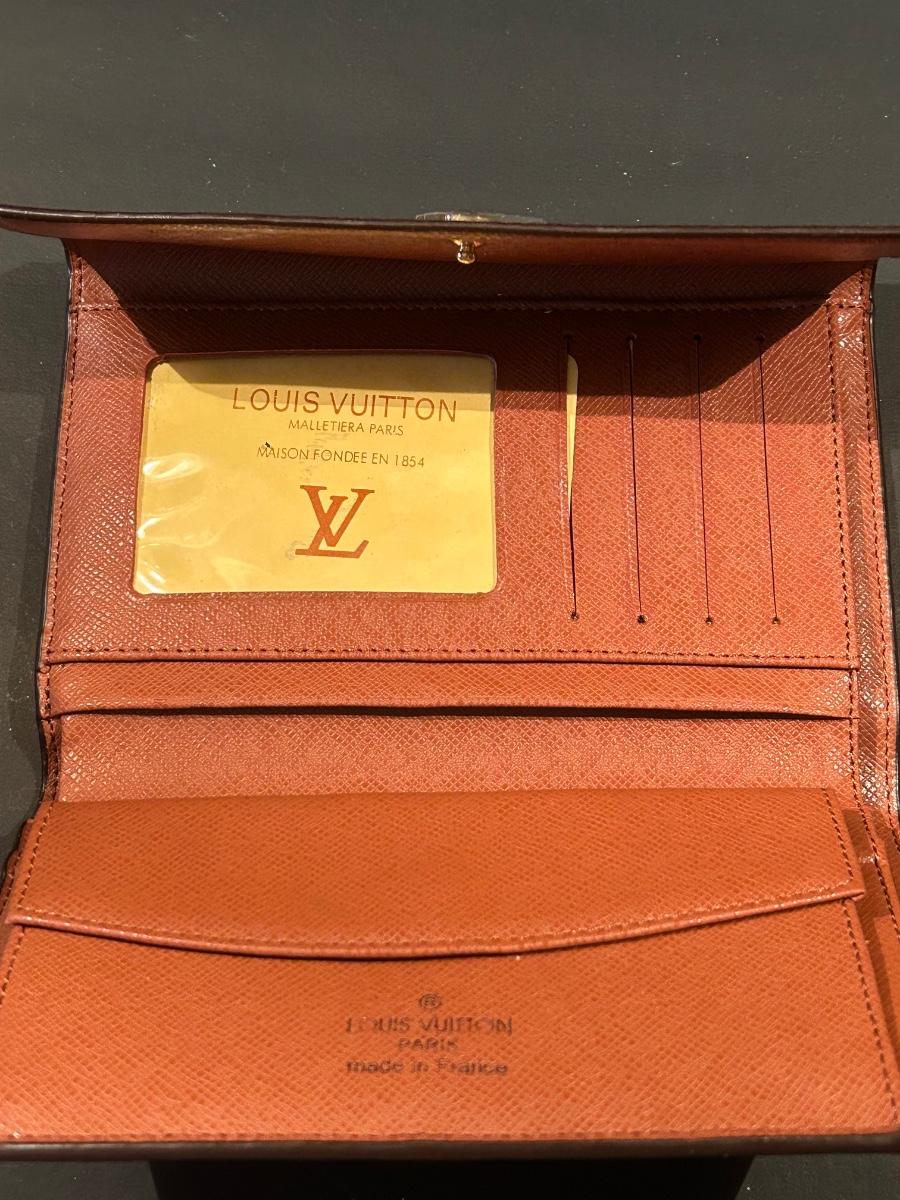 LOUIS VUITTON
MALLETIERA PARIS
MAISON FONDEE EN 1854
LV
®
LOUIS VUITTON
PARIS
made in France